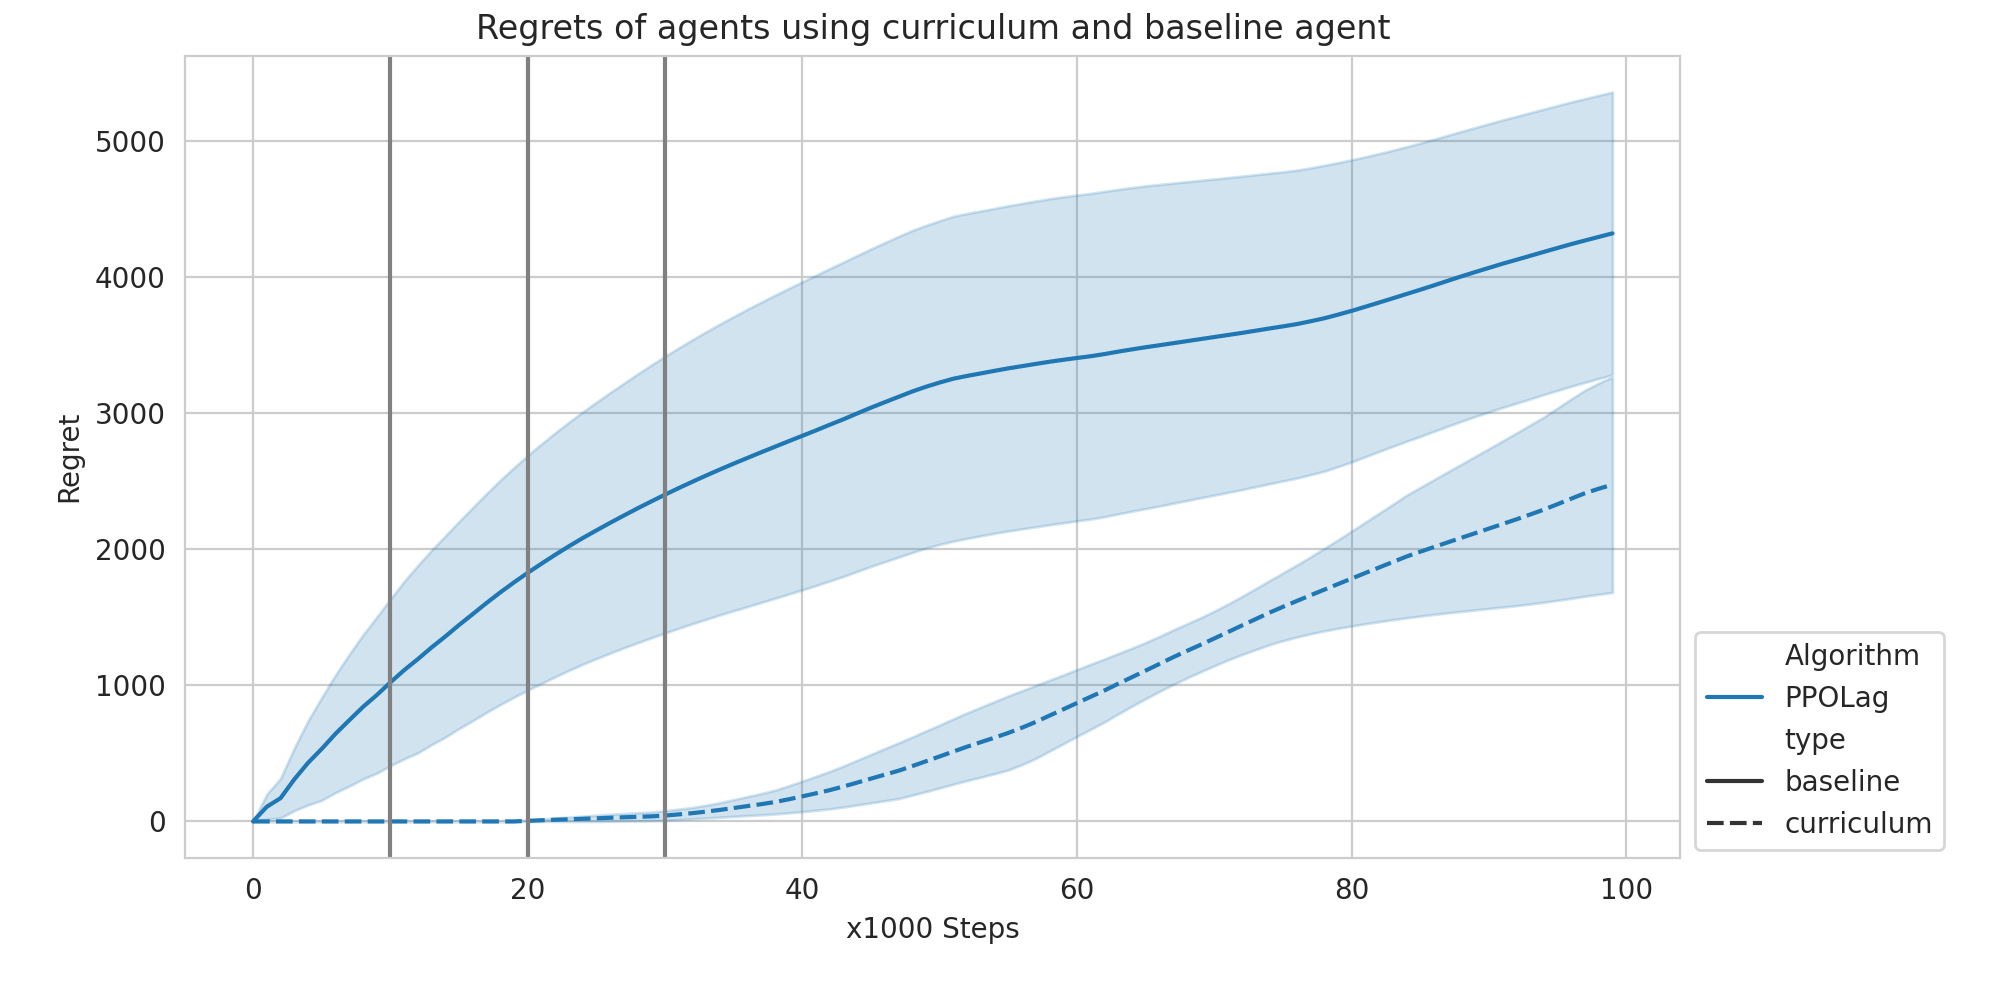 Regrets of agents using curriculum and baseline agent
5000
4000
3000
2000
1000
0
Regret
0 20 40 60 80 100
x1000 Steps
Algorithm
PPOLag
type
baseline
curriculum